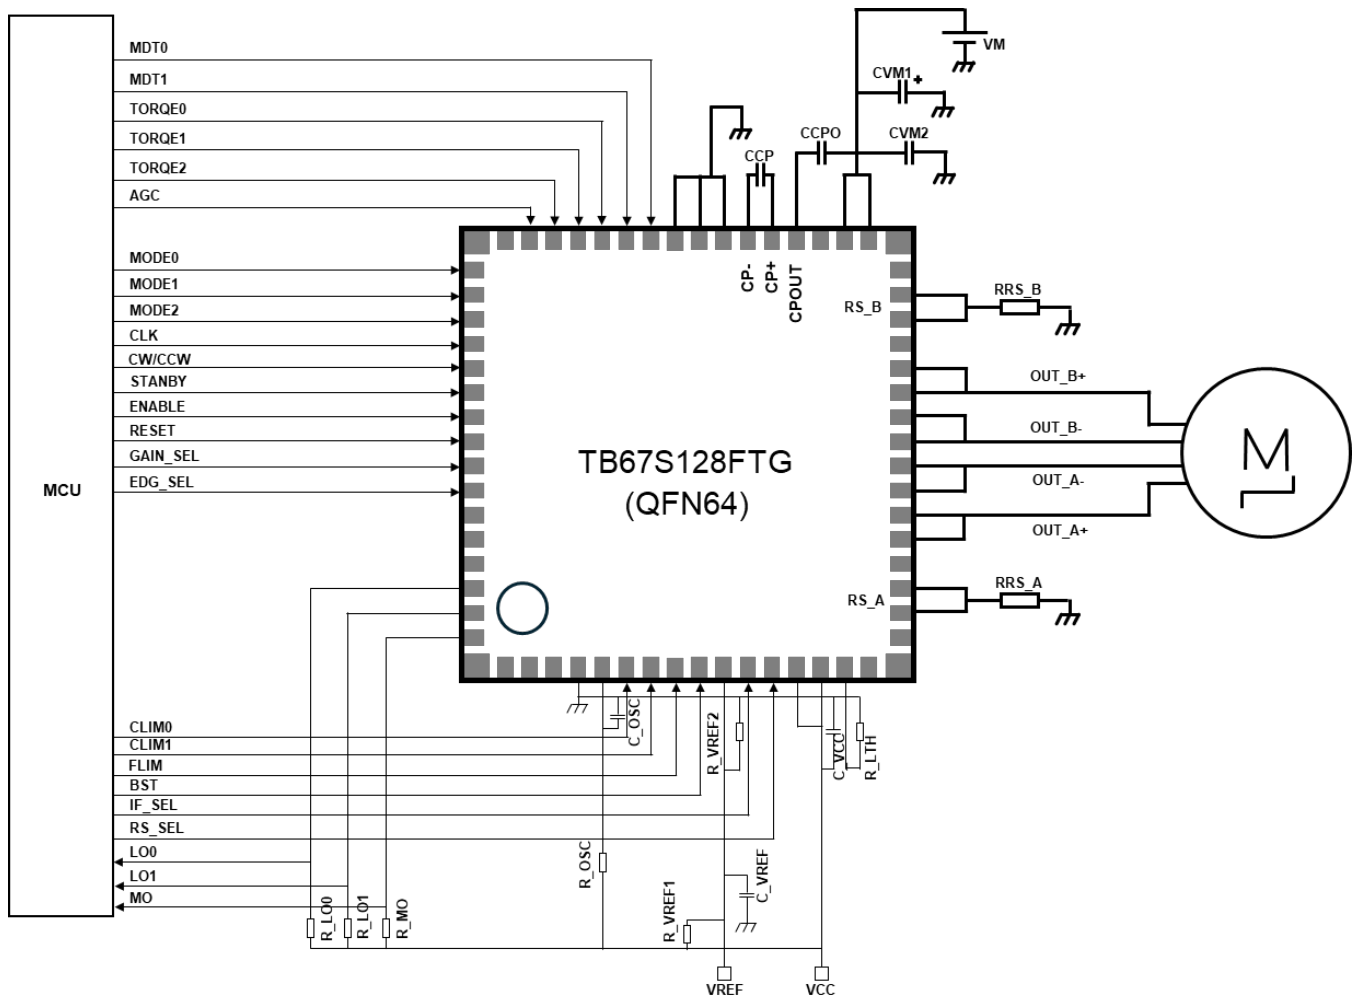 MDT0
MDT1
TORQE0
TORQE1
TORQE2
AGC
VM
CVM1
+
CCPO
CVM2
CCP
MODE0
MODE1
MODE2
CLK
CW/CCW
STANBY
ENABLE
RESET
GAIN_SEL
EDG_SEL
MCU
CP-
CP+
CPOUT
RS_B
RRS_B
OUT_B+
OUT_B-
OUT_A-
OUT_A+
M
TB67S128FTG
(QFN64)
RS_A
RRS_A
CLIM0
CLIM1
FLIM
BST
IF_SEL
RS_SEL
LO0
LO1
MO
C_OSC
R_VREF2
C_VCC
R_LTH
R_OSC
C_VREF
R_VREF1
R_LO0
R_LO1
R_MO
VREF
VCC